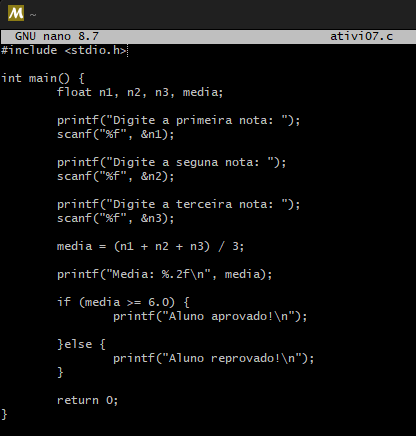 M ~
GNU nano 8.7 ativi07.c
#include <stdio.h>
int main() {
float n1, n2, n3, media;
printf("Digite a primeira nota: ");
scanf("%f", &n1);
printf("Digite a seguna nota: ");
scanf("%f", &n2);
printf("Digite a terceira nota: ");
scanf("%f", &n3);
media = (n1 + n2 + n3) / 3;
printf("Media: %.2f\n", media);
if (media >= 6.0) {
printf("Aluno aprovado!\n");
}else {
printf("Aluno reprovado!\n");
}
return 0;
}